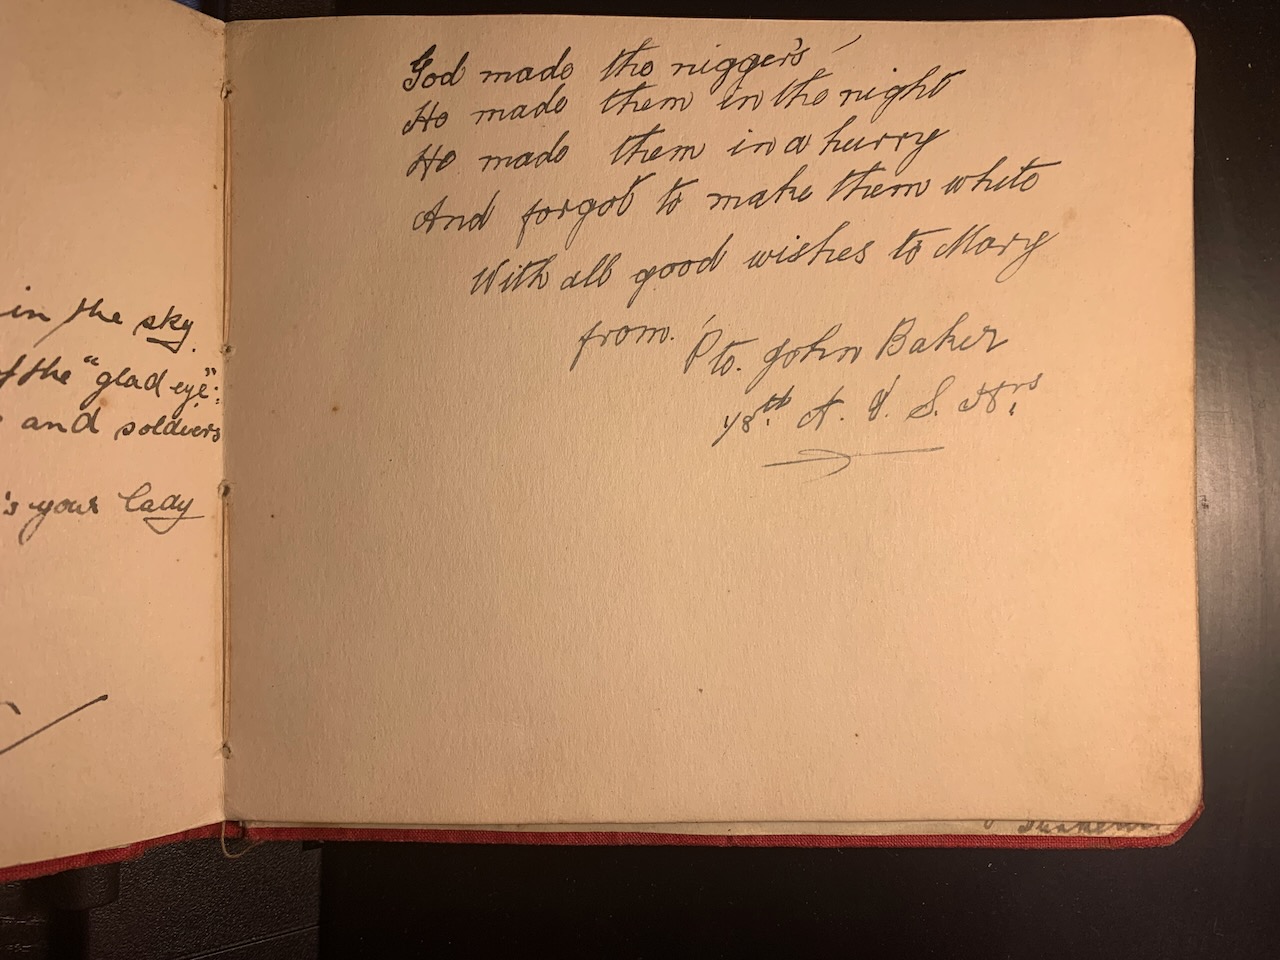 in the sky.
of the "glad eye":
and soldiers
's your lady
God made the nigger's
He made them in the night
He made them in a hurry
And forgot to make them white
With all good wishes to Mary
from. Pte. John Baker
18th A. V. S. Hrs.